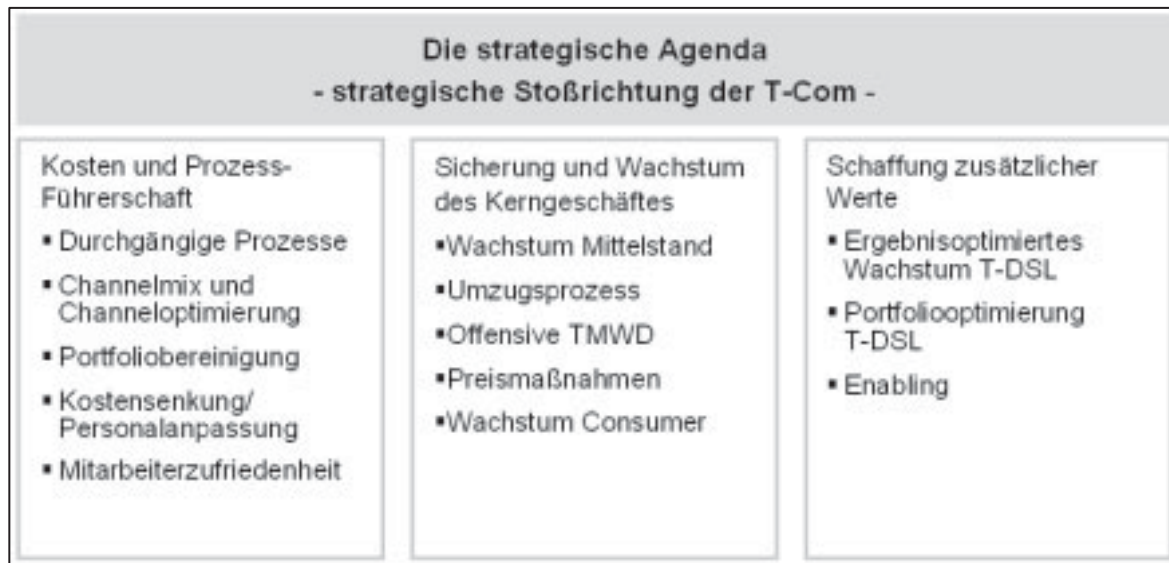 Die strategische Agenda
- strategische Stoßrichtung der T-Com -
Kosten und Prozess-
Führerschaft
▪ Durchgängige Prozesse
▪ Channelmix und
Channeloptimierung
▪ Portfoliobereinigung
▪ Kostensenkung/
Personalanpassung
▪ Mitarbeiterzufriedenheit
Sicherung und Wachstum
des Kerngeschäftes
▪Wachstum Mittelstand
▪Umzugsprozess
▪Offensive TMWD
▪Preismaßnahmen
▪Wachstum Consumer
Schaffung zusätzlicher
Werte
▪ Ergebnisoptimiertes
Wachstum T-DSL
▪ Portfoliooptimierung
T-DSL
▪ Enabling